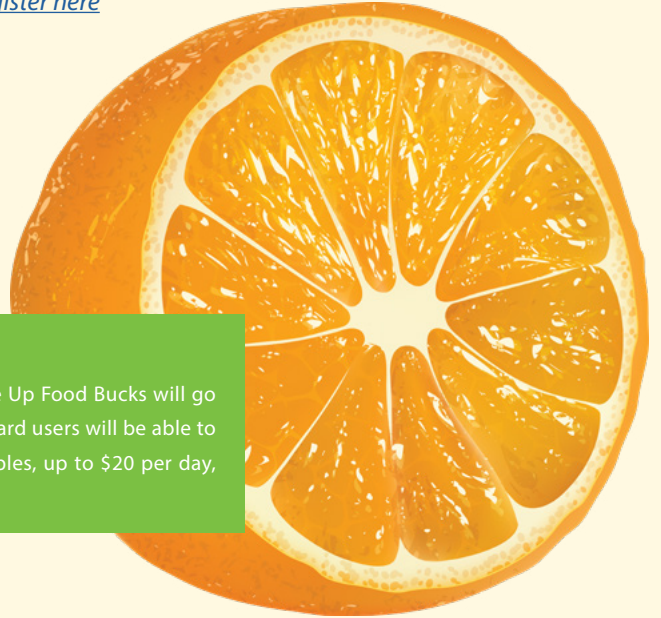 ister here
Up Food Bucks will go
ard users will be able to
bles, up to $20 per day,